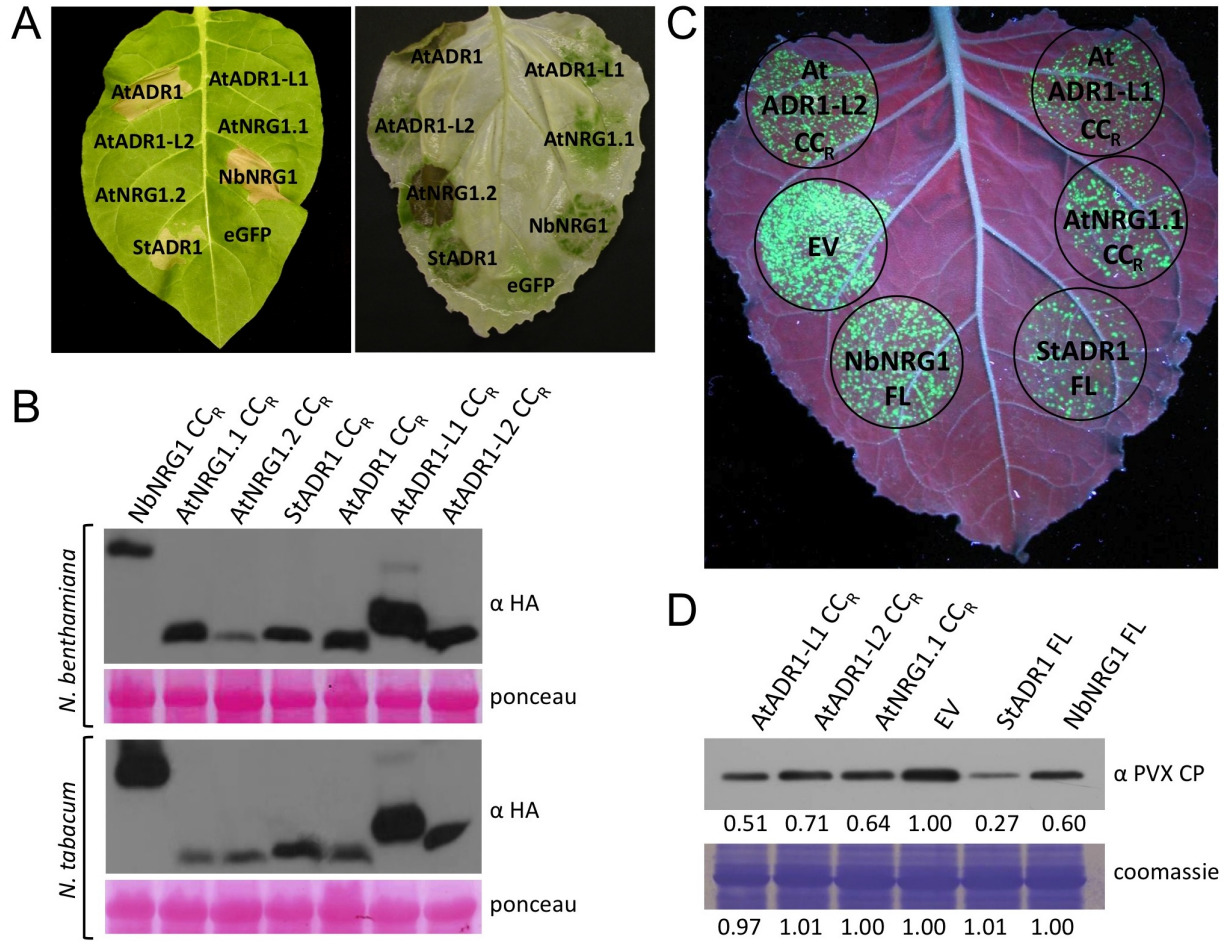 A
AtADR1
AtADR1-L1
AtADR1-L2
AtNRG1.1
AtNRG1.2
NbNRG1
StADR1
eGFP
AtADR1
AtADR1-L1
AtADR1-L2
AtNRG1.1
AtNRG1.2
NbNRG1
StADR1
eGFP
B
NbNRG1 CCR
AtNRG1.1 CCR
AtNRG1.2 CCR
StADR1 CCR
AtADR1 CCR
AtADR1-L1 CCR
AtADR1-L2 CCR
N. benthamiana
α HA
ponceau
N. tabacum
α HA
ponceau
C
At
ADR1-L2
CCR
At
ADR1-L1
CCR
EV
AtNRG1.1
CCR
NbNRG1
FL
StADR1
FL
D
AtADR1-L1 CCR
AtADR1-L2 CCR
AtNRG1.1 CCR
EV
StADR1 FL
NbNRG1 FL
α PVX CP
0.51 0.71 0.64 1.00 0.27 0.60
coomassie
0.97 1.01 1.00 1.00 1.01 1.00